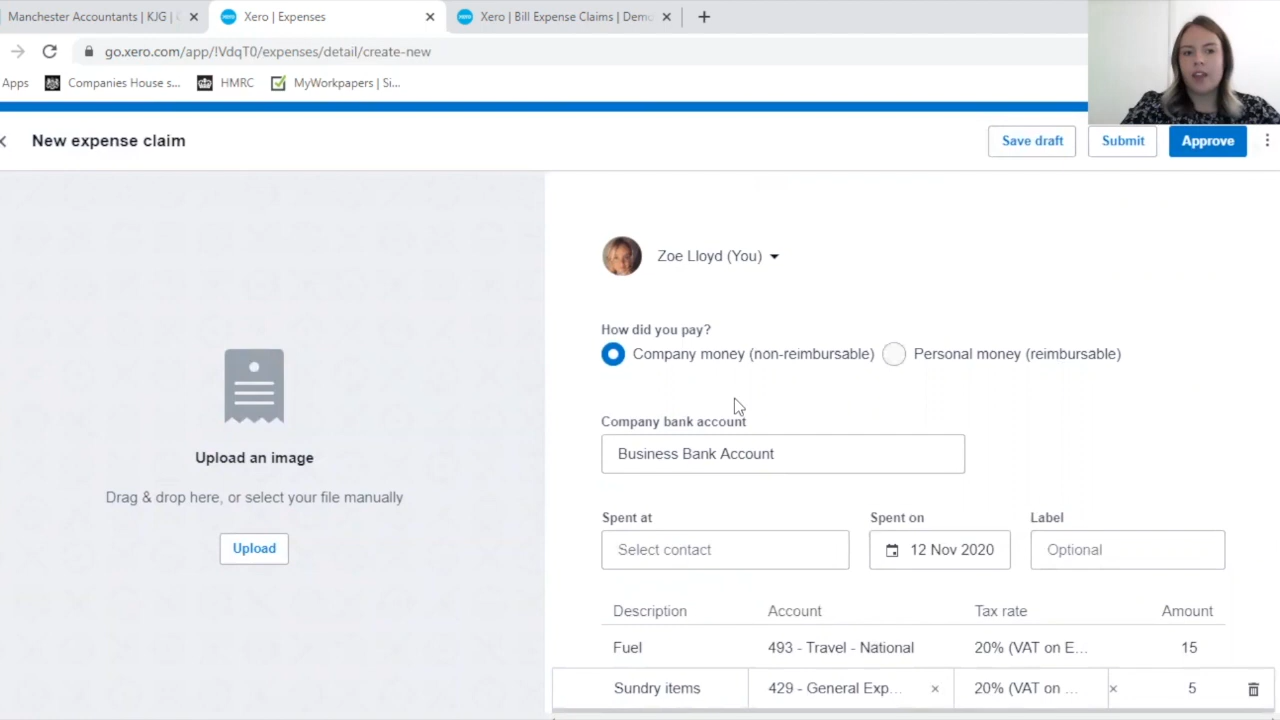 Manchester Accountants | KJG |
xero
Xero | Expenses
xero
Xero | Bill Expense Claims | Demo
go.xero.com/app/!VdqT0/expenses/detail/create-new
Apps
Companies House s...
HMRC
MyWorkpapers | Si...
New expense claim
Save draft
Submit
Approve
Zoe Lloyd (You)
How did you pay?
Company money (non-reimbursable)
Personal money (reimbursable)
Company bank account
Business Bank Account
Upload an image
Drag & drop here, or select your file manually
Upload
Spent at
Spent on
Label
Select contact
12 Nov 2020
Optional
Description Account Tax rate Amount
Fuel 493 - Travel - National 20% (VAT on E... 15
Sundry items 429 - General Exp... 20% (VAT on ... 5